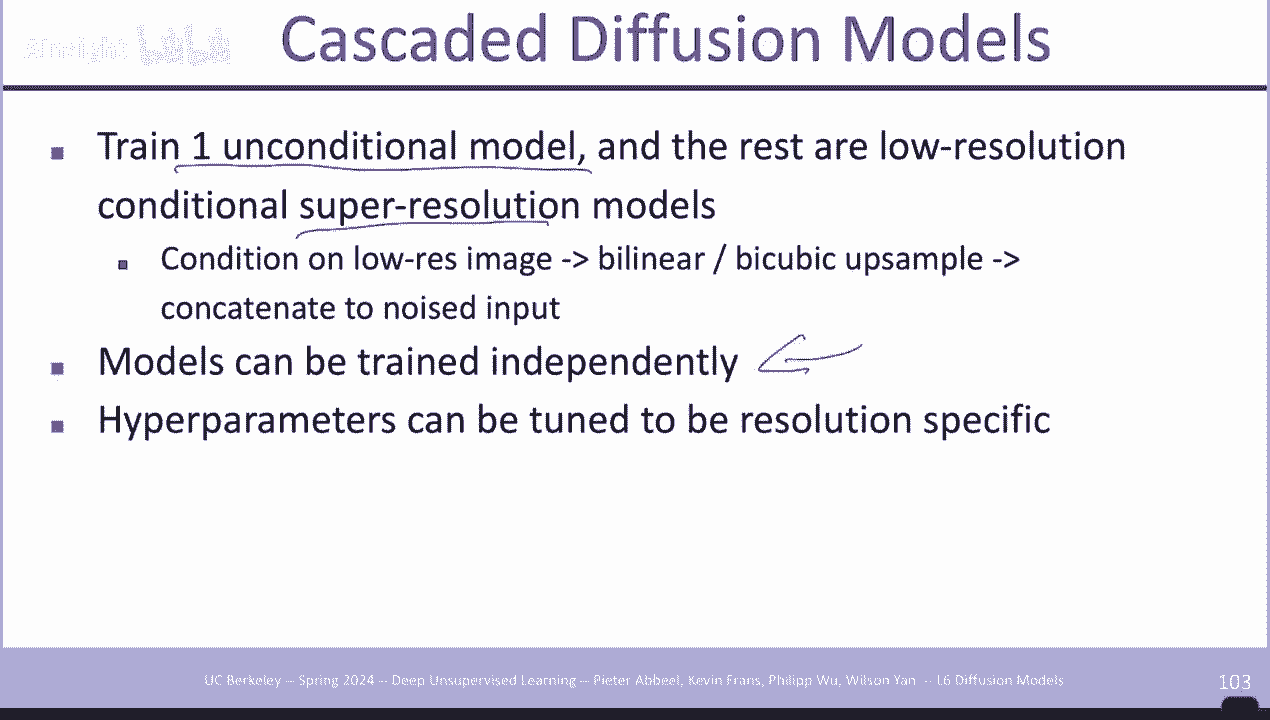 Cascaded Diffusion Models
Train 1 unconditional model, and the rest are low-resolution
conditional super-resolution models
Condition on low-res image -> bilinear / bicubic upsample ->
concatenate to noised input
Models can be trained independently
Hyperparameters can be tuned to be resolution specific
UC Berkeley -- Spring 2024 -- Deep Unsupervised Learning -- Pieter Abbeel, Kevin Frans, Philipp Wu, Wilson Yan -- L6 Diffusion Models
103